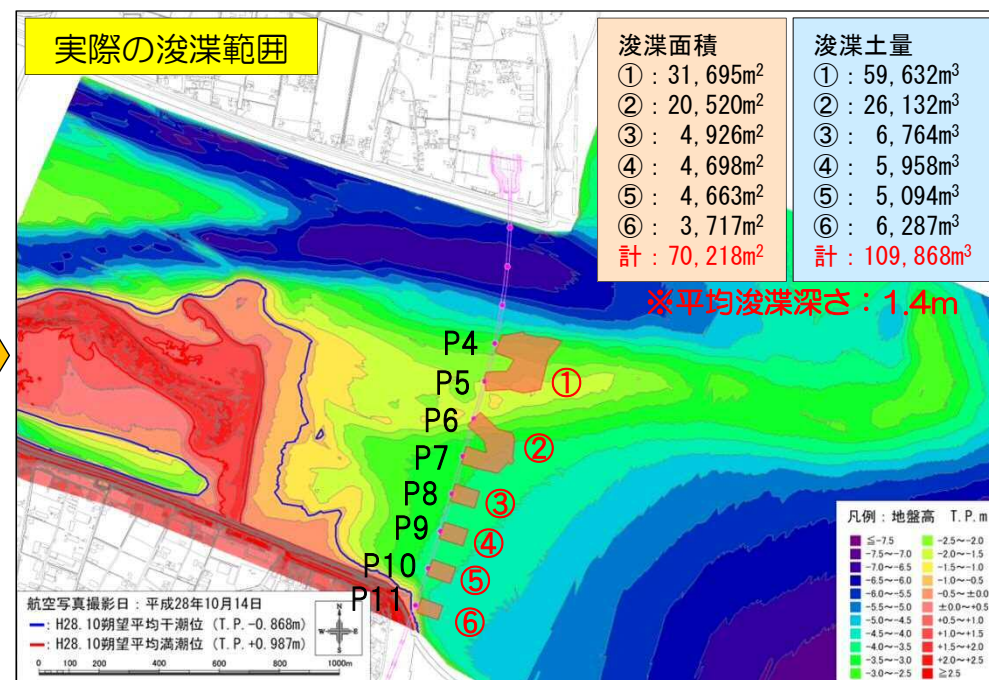 実際の浚渫範囲
浚渫面積
①：31,695m²
②：20,520m²
③： 4,926m²
④： 4,698m²
⑤： 4,663m²
⑥： 3,717m²
計：70,218m²
浚渫土量
①：59,632m³
②：26,132m³
③： 6,764m³
④： 5,958m³
⑤： 5,094m³
⑥： 6,287m³
計：109,868m³
※平均浚渫深さ：1.4m
P4
P5
①
P6
P7
②
P8
③
P9
④
P10
⑤
P11
⑥
航空写真撮影日：平成28年10月14日
：H28.10朔望平均干潮位（T.P.-0.868m）
：H28.10朔望平均満潮位（T.P.+0.987m）
0 100 200 300 400 500 1000m
N
W E
S
凡例：地盤高 T.P.m
≦-7.5
-7.5～-7.0
-7.0～-6.5
-6.5～-6.0
-6.0～-5.5
-5.5～-5.0
-5.0～-4.5
-4.5～-4.0
-4.0～-3.5
-3.5～-3.0
-3.0～-2.5
-2.5～-2.0
-2.0～-1.5
-1.5～-1.0
-1.0～-0.5
-0.5～±0.0
±0.0～+0.5
+0.5～+1.0
+1.0～+1.5
+1.5～+2.0
+2.0～+2.5
≧2.5